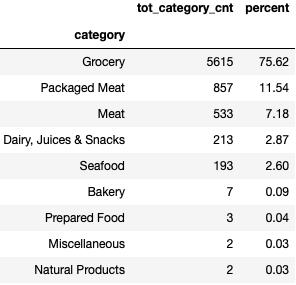 tot_category_cnt percent
category
Grocery 5615 75.62
Packaged Meat 857 11.54
Meat 533 7.18
Dairy, Juices & Snacks 213 2.87
Seafood 193 2.60
Bakery 7 0.09
Prepared Food 3 0.04
Miscellaneous 2 0.03
Natural Products 2 0.03